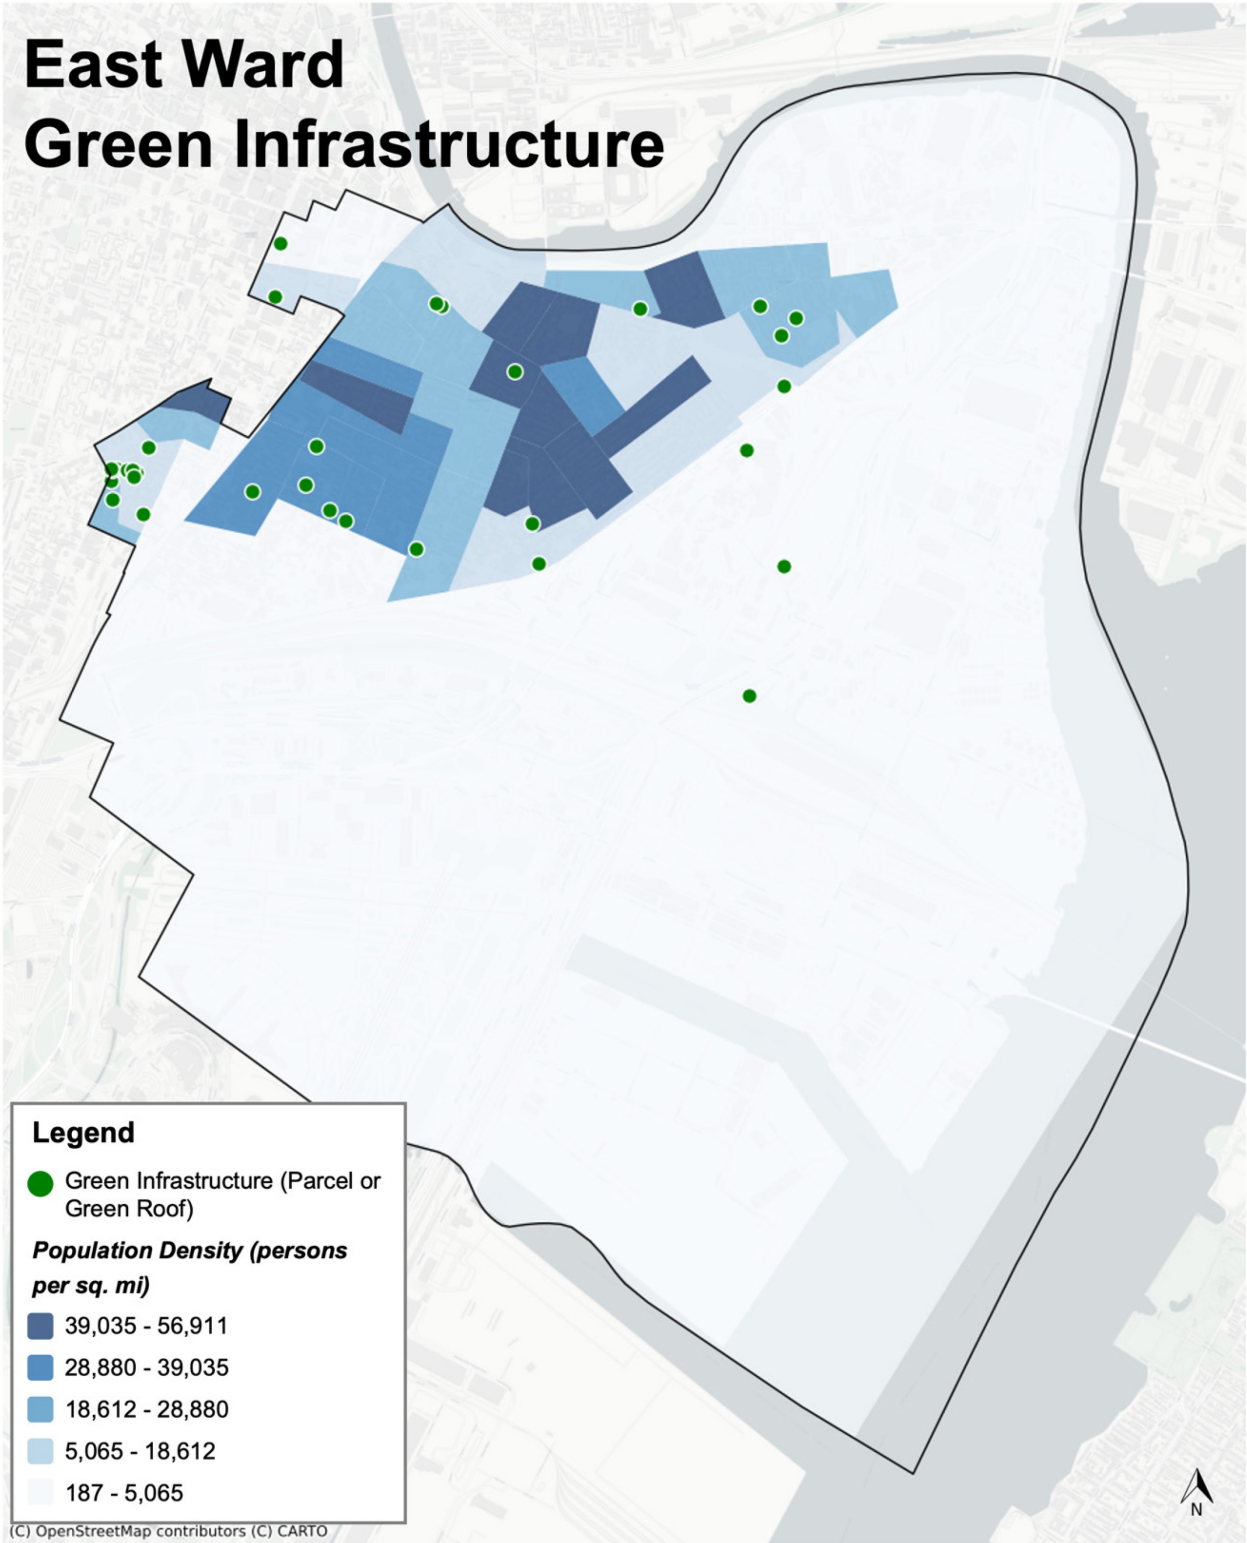 East Ward
Green Infrastructure
Legend
Green Infrastructure (Parcel or
Green Roof)
Population Density (persons
per sq. mi)
39,035 - 56,911
28,880 - 39,035
18,612 - 28,880
5,065 - 18,612
187 - 5,065
N
(C) OpenStreetMap contributors (C) CARTO